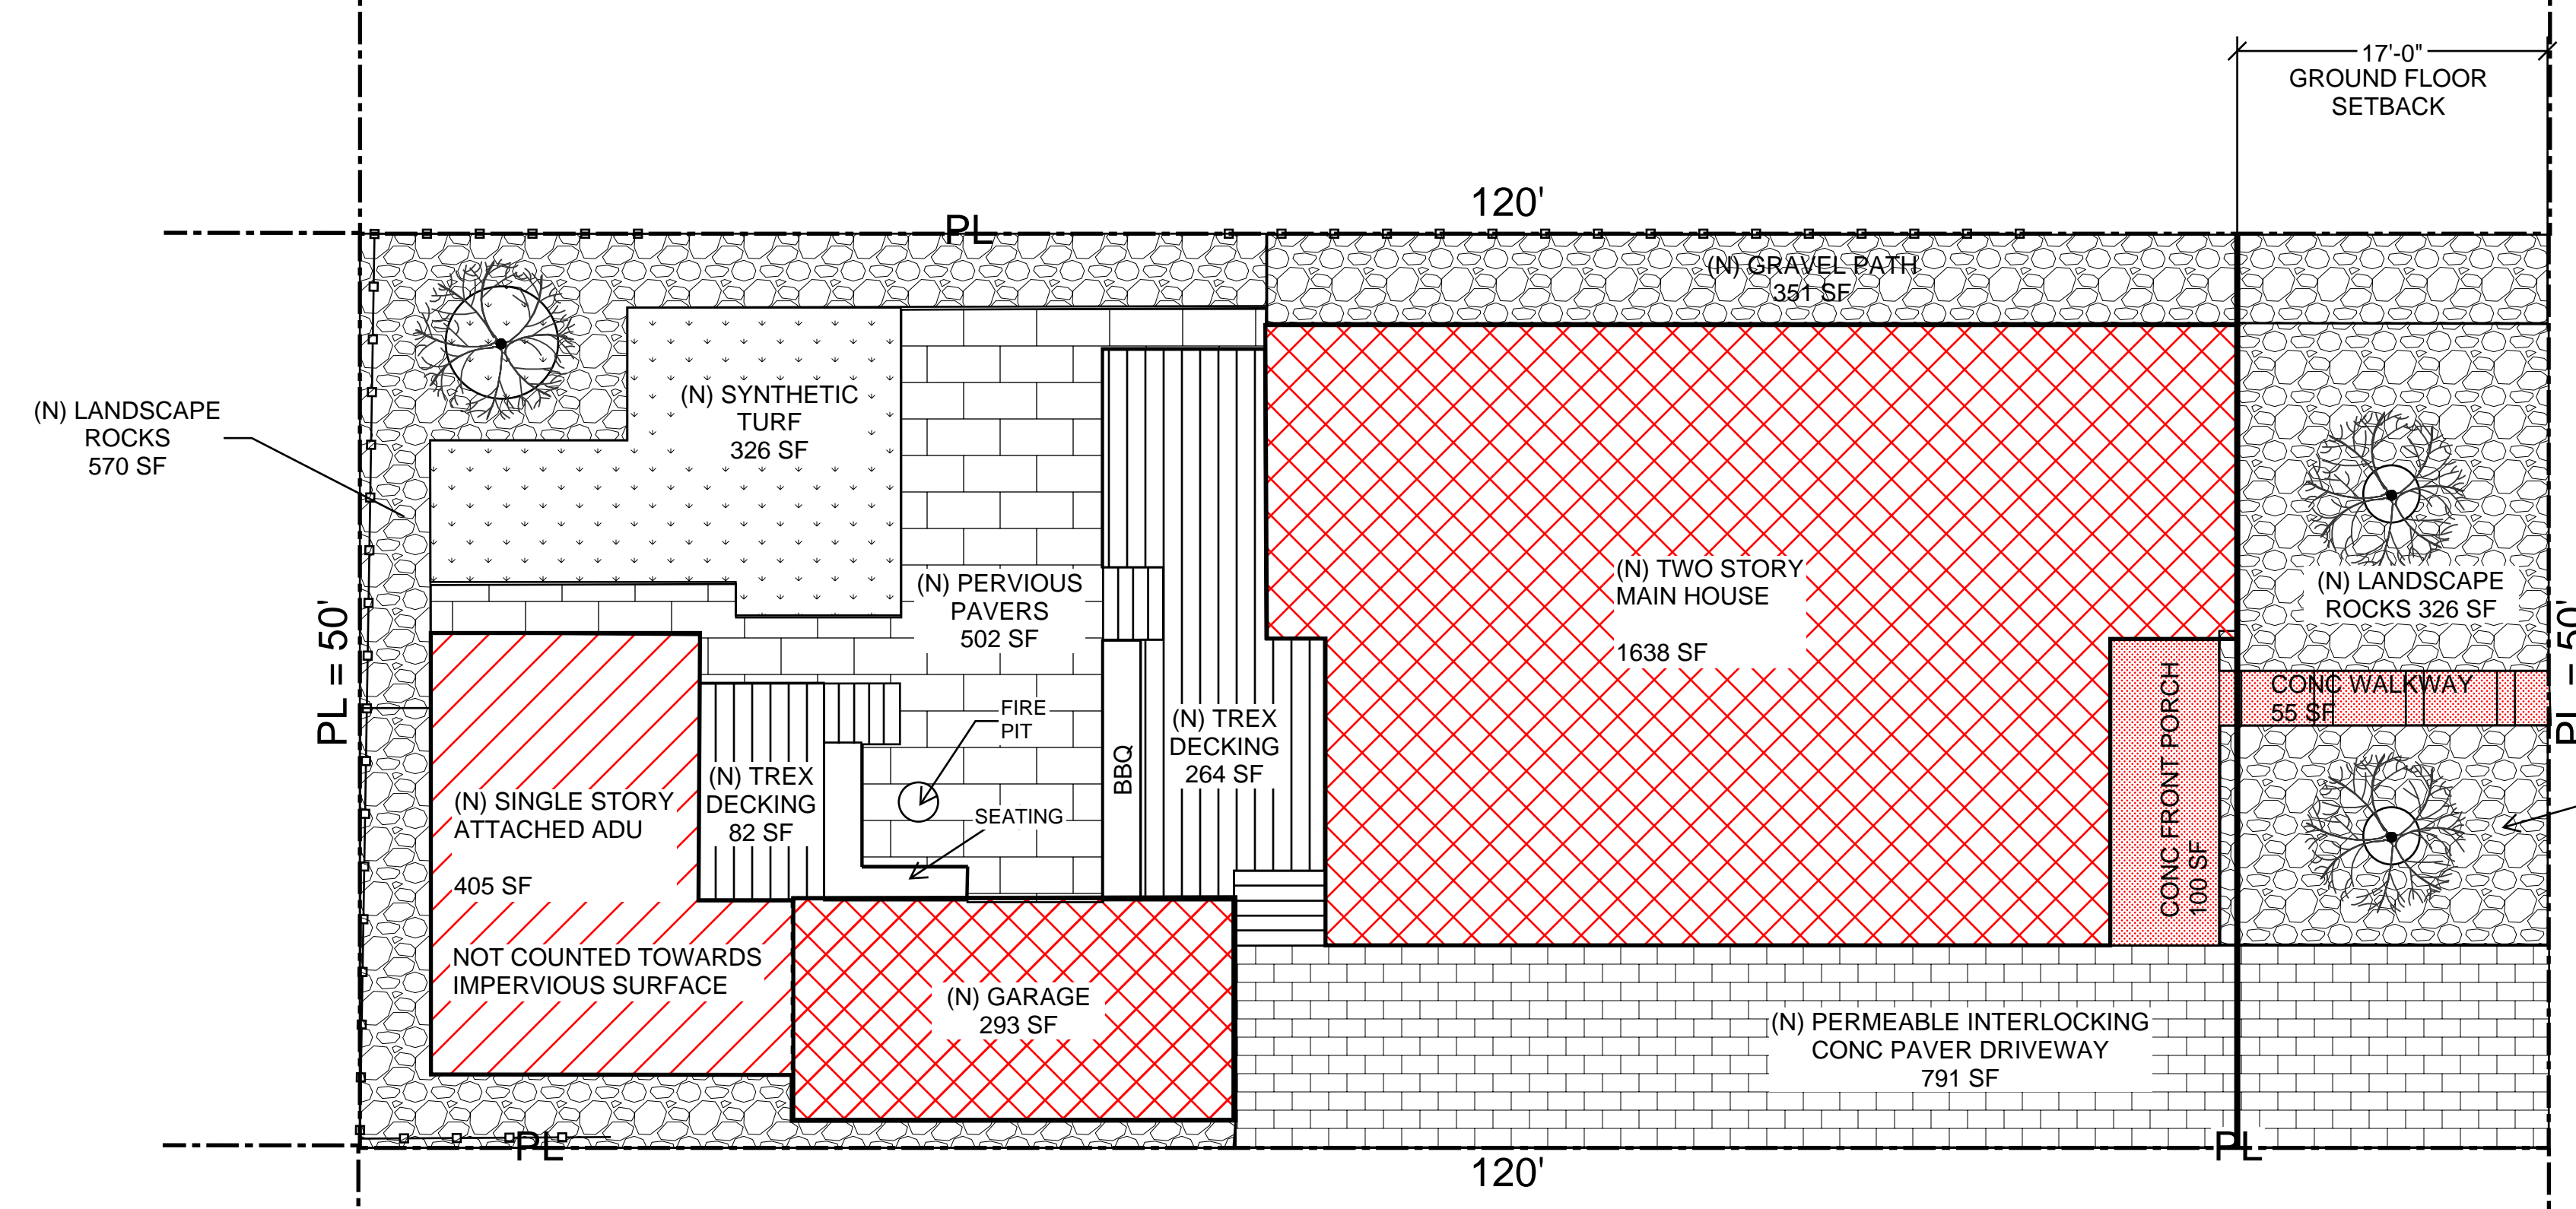 17'-0"
GROUND FLOOR
SETBACK
120'
PL
(N) GRAVEL PATH
351 SF
(N) LANDSCAPE
ROCKS
570 SF
(N) SYNTHETIC
TURF
326 SF
(N) PERVIOUS
PAVERS
502 SF
(N) TWO STORY
MAIN HOUSE
1638 SF
(N) LANDSCAPE
ROCKS 326 SF
PL = 50'
PL = 50'
CONC WALKWAY
55 SF
CONC FRONT PORCH
100 SF
FIRE
PIT
SEATING
BBQ
(N) TREX
DECKING
264 SF
(N) TREX
DECKING
82 SF
(N) SINGLE STORY
ATTACHED ADU
405 SF
NOT COUNTED TOWARDS
IMPERVIOUS SURFACE
(N) GARAGE
293 SF
(N) PERMEABLE INTERLOCKING
CONC PAVER DRIVEWAY
791 SF
PL
PL
120'